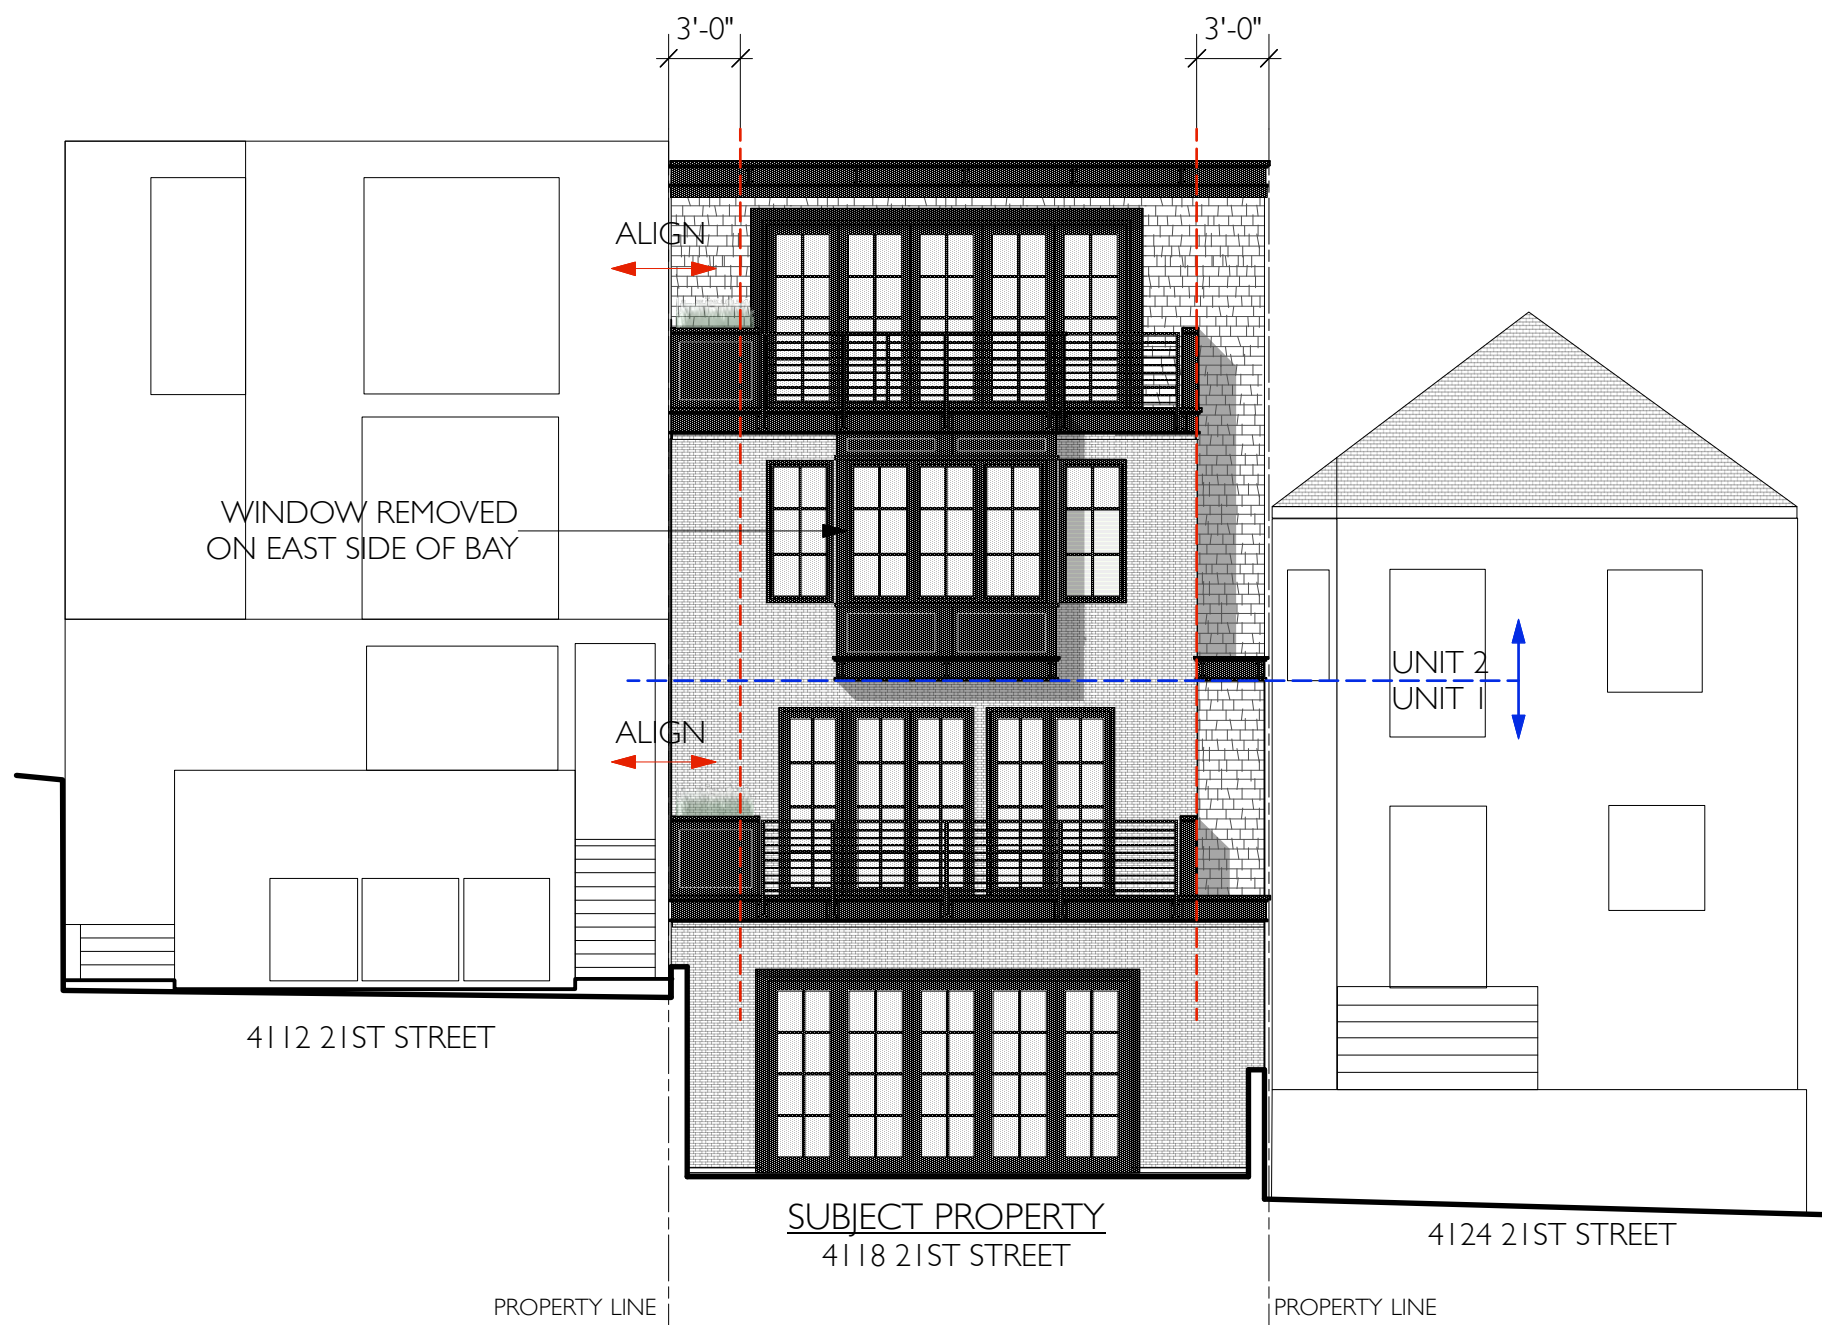 3'-0"
3'-0"
ALIGN
WINDOW REMOVED
ON EAST SIDE OF BAY
UNIT 2
UNIT 1
ALIGN
4112 21ST STREET
SUBJECT PROPERTY
4118 21ST STREET
4124 21ST STREET
PROPERTY LINE
PROPERTY LINE